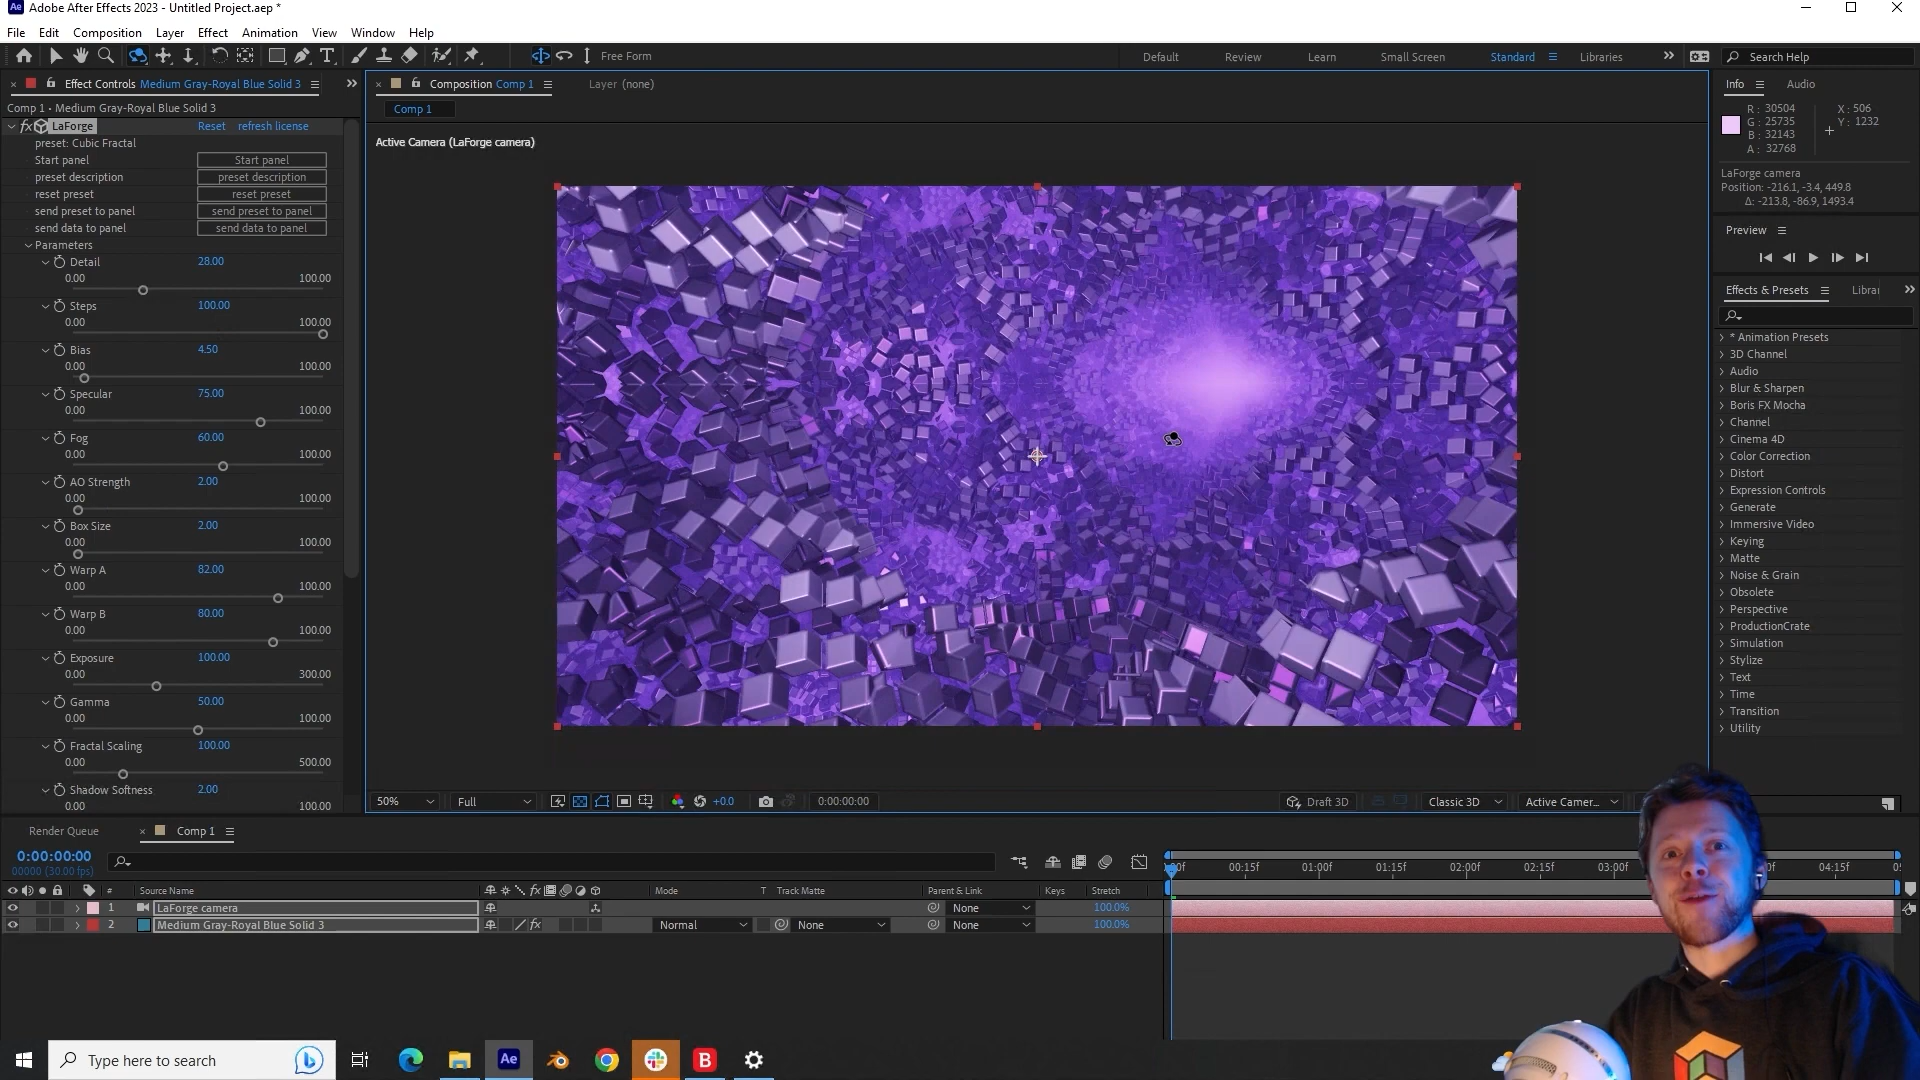 Ae Adobe After Effects 2023 - Untitled Project.aep *
File Edit Composition Layer Effect Animation View Window Help
Free Form
Default Review Learn Small Screen Standard Libraries
Search Help
Effect Controls Medium Gray-Royal Blue Solid 3
Comp 1 • Medium Gray-Royal Blue Solid 3
fx LaForge Reset refresh license
preset: Cubic Fractal
Start panel Start panel
preset description preset description
reset preset reset preset
send preset to panel send preset to panel
send data to panel send data to panel
Parameters
Detail 28.00
0.00 100.00
Steps 100.00
0.00 100.00
Bias 4.50
0.00 100.00
Specular 75.00
0.00 100.00
Fog 60.00
0.00 100.00
AO Strength 2.00
0.00 100.00
Box Size 2.00
0.00 100.00
Warp A 82.00
0.00 100.00
Warp B 80.00
0.00 100.00
Exposure 100.00
0.00 300.00
Gamma 50.00
0.00 100.00
Fractal Scaling 100.00
0.00 500.00
Shadow Softness 2.00
0.00 100.00
Composition Comp 1
Layer (none)
Comp 1
Active Camera (LaForge camera)
50% Full +0.0 0:00:00:00 Draft 3D Classic 3D Active Camer...
Info Audio
R : 30504 X : 506
G : 25735 Y : 1232
B : 32143
A : 32768
LaForge camera
Position: -216.1, -3.4, 449.8
Δ: -213.8, -86.9, 1493.4
Preview
Effects & Presets Librar
* Animation Presets
3D Channel
Audio
Blur & Sharpen
Boris FX Mocha
Channel
Cinema 4D
Color Correction
Distort
Expression Controls
Generate
Immersive Video
Keying
Matte
Noise & Grain
Obsolete
Perspective
ProductionCrate
Simulation
Stylize
Text
Time
Transition
Utility
Render Queue Comp 1
0:00:00:00
00000 (30.00 fps)
# Source Name fx Mode T Track Matte Parent & Link Keys Stretch
:00f 00:15f 01:00f 01:15f 02:00f 02:15f 03:00f 04:15f 05
1 LaForge camera None 100.0%
2 Medium Gray-Royal Blue Solid 3 fx Normal None None 100.0%
Type here to search
Ae
B